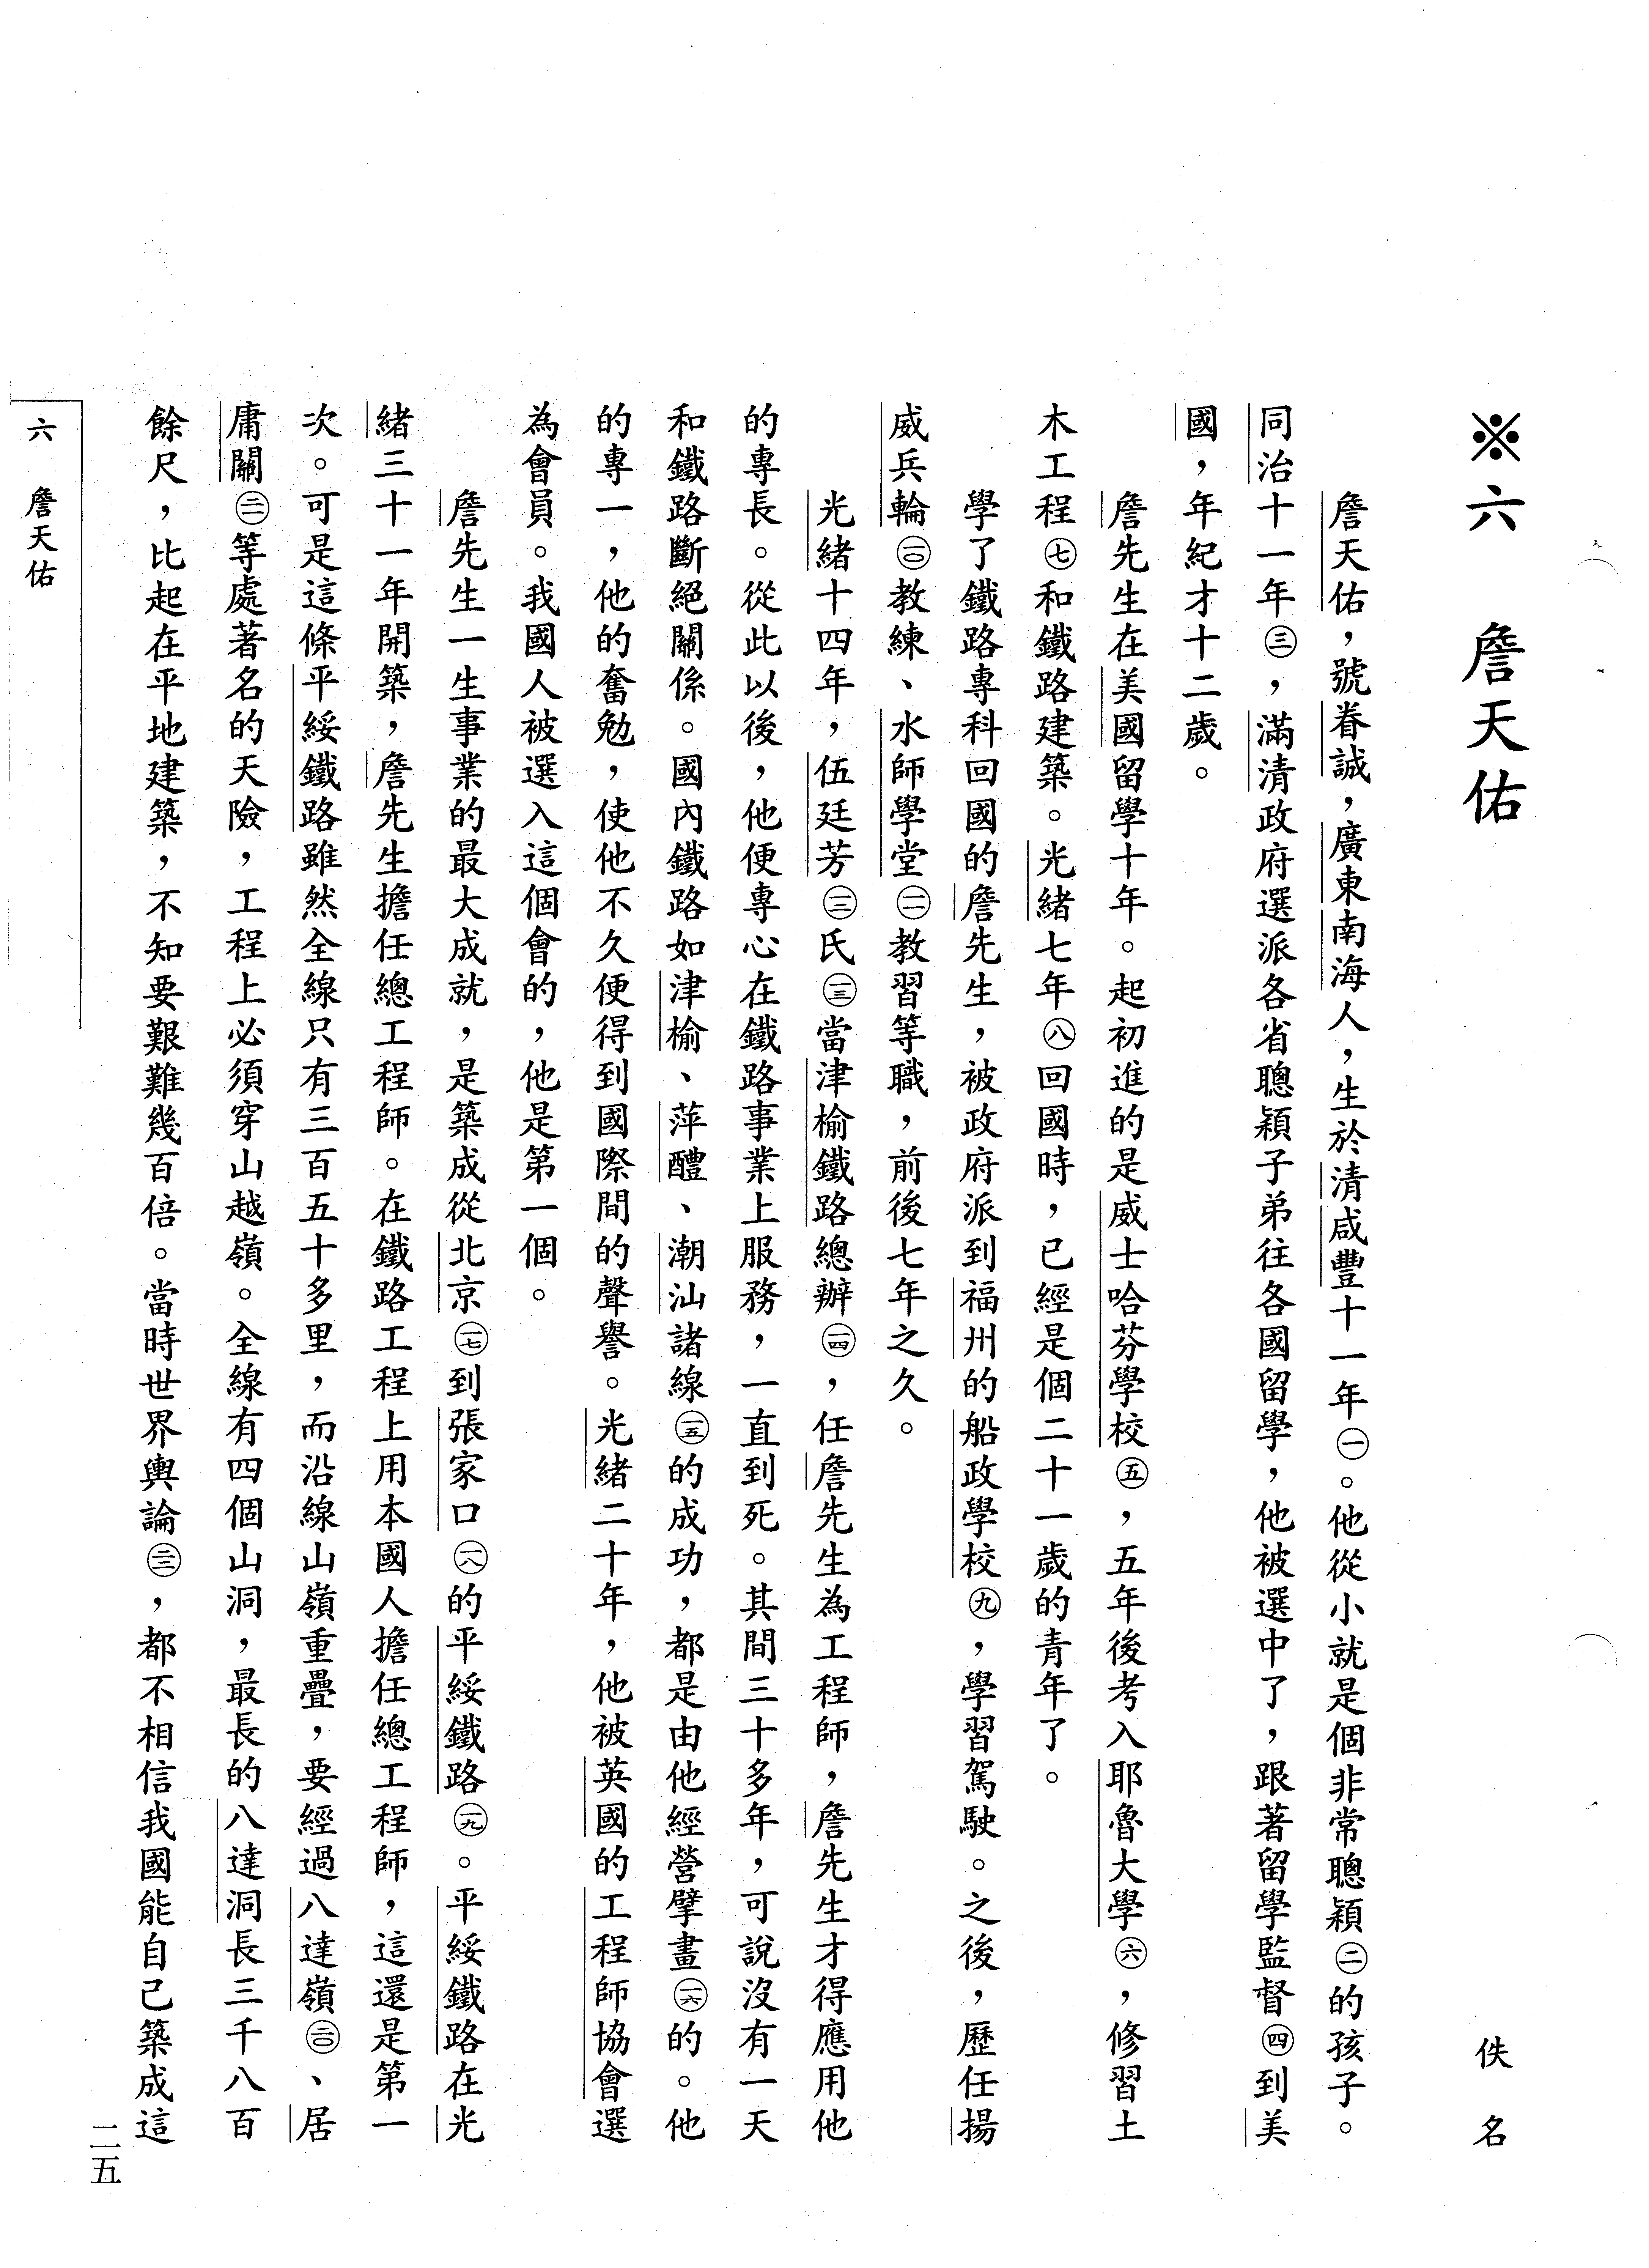 ※六　詹天佑
佚名
詹天佑，號眷誠，廣東南海人，生於清咸豐十一年㊀。他從小就是個非常聰穎㊁的孩子。
同治十一年㊂，滿清政府選派各省聰穎子弟往各國留學，他被選中了，跟著留學監督㊃到美
國，年紀才十二歲。
詹先生在美國留學十年。起初進的是威士哈芬學校㊄，五年後考入耶魯大學㊅，修習土
木工程㊆和鐵路建築。光緒七年㊇回國時，已經是個二十一歲的青年了。
學了鐵路專科回國的詹先生，被政府派到福州的船政學校㊈，學習駕駛。之後，歷任揚
威兵輪(一〇)教練、水師學堂(一一)教習等職，前後七年之久。
光緒十四年，伍廷芳(一二)氏(一三)當津榆鐵路總辦(一四)，任詹先生為工程師，詹先生才得應用他
的專長。從此以後，他便專心在鐵路事業上服務，一直到死。其間三十多年，可說沒有一天
和鐵路斷絕關係。國內鐵路如津榆、萍醴、潮汕諸線(一五)的成功，都是由他經營擘畫(一六)的。他
的專一，他的奮勉，使他不久便得到國際間的聲譽。光緒二十年，他被英國的工程師協會選
為會員。我國人被選入這個會的，他是第一個。
詹先生一生事業的最大成就，是築成從北京(一七)到張家口(一八)的平綏鐵路(一九)。平綏鐵路在光
緒三十一年開築，詹先生擔任總工程師。在鐵路工程上用本國人擔任總工程師，這還是第一
次。可是這條平綏鐵路雖然全線只有三百五十多里，而沿線山嶺重疊，要經過八達嶺(二〇)、居
庸關(二一)等處著名的天險，工程上必須穿山越嶺。全線有四個山洞，最長的八達洞長三千八百
餘尺，比起在平地建築，不知要艱難幾百倍。當時世界輿論(二二)，都不相信我國能自己築成這
六　詹天佑
二五